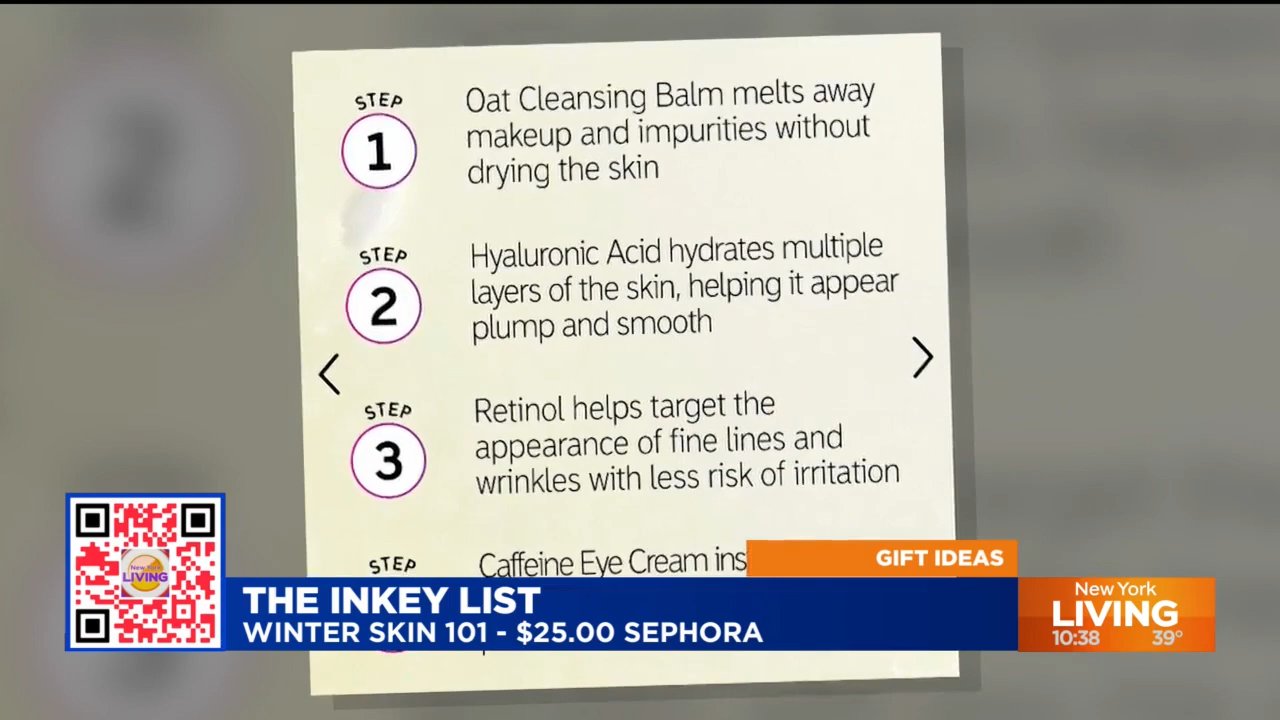 STEP
1
Oat Cleansing Balm melts away
makeup and impurities without
drying the skin
STEP
2
Hyaluronic Acid hydrates multiple
layers of the skin, helping it appear
plump and smooth
STEP
3
Retinol helps target the
appearance of fine lines and
wrinkles with less risk of irritation
STEP
Caffeine Eye Cream
GIFT IDEAS
THE INKEY LIST
WINTER SKIN 101 - $25.00 SEPHORA
New York
LIVING
New York
LIVING
10:38 39°